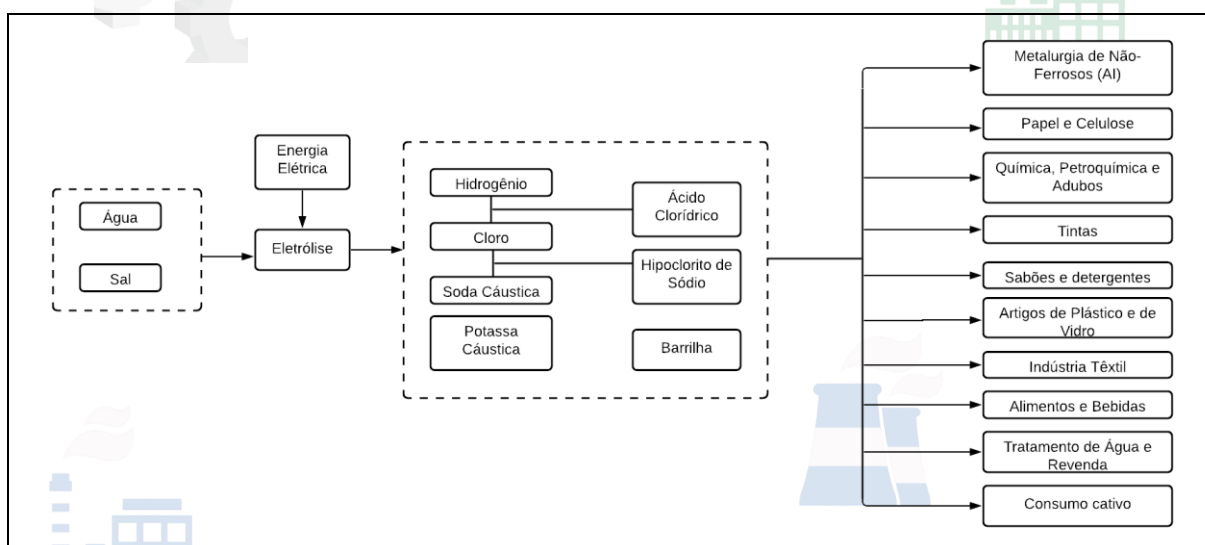 Água
Sal
Energia
Elétrica
Eletrólise
Hidrogênio
Cloro
Soda Cáustica
Potassa
Cáustica
Ácido
Clorídrico
Hipoclorito de
Sódio
Barrilha
Metalurgia de Não-
Ferrosos (AI)
Papel e Celulose
Química, Petroquímica e
Adubos
Tintas
Sabões e detergentes
Artigos de Plástico e de
Vidro
Indústria Têxtil
Alimentos e Bebidas
Tratamento de Água e
Revenda
Consumo cativo